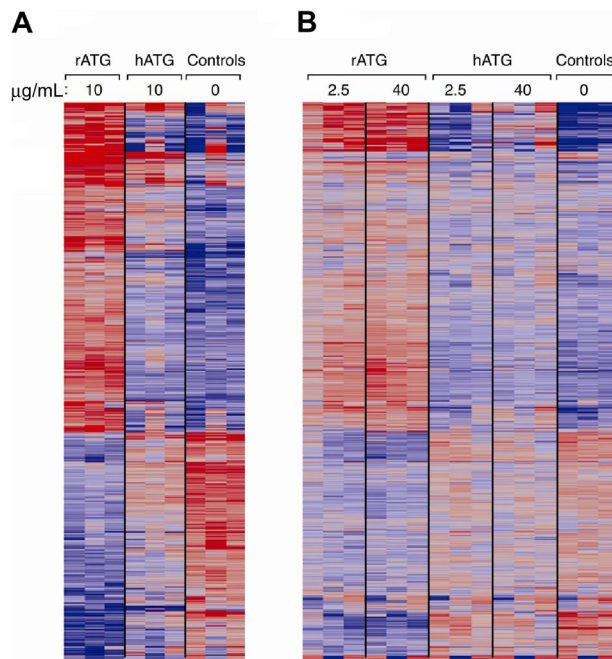 A
rATG hATG Controls
μg/mL: 10 10 0
B
rATG hATG Controls
2.5 40 2.5 40 0